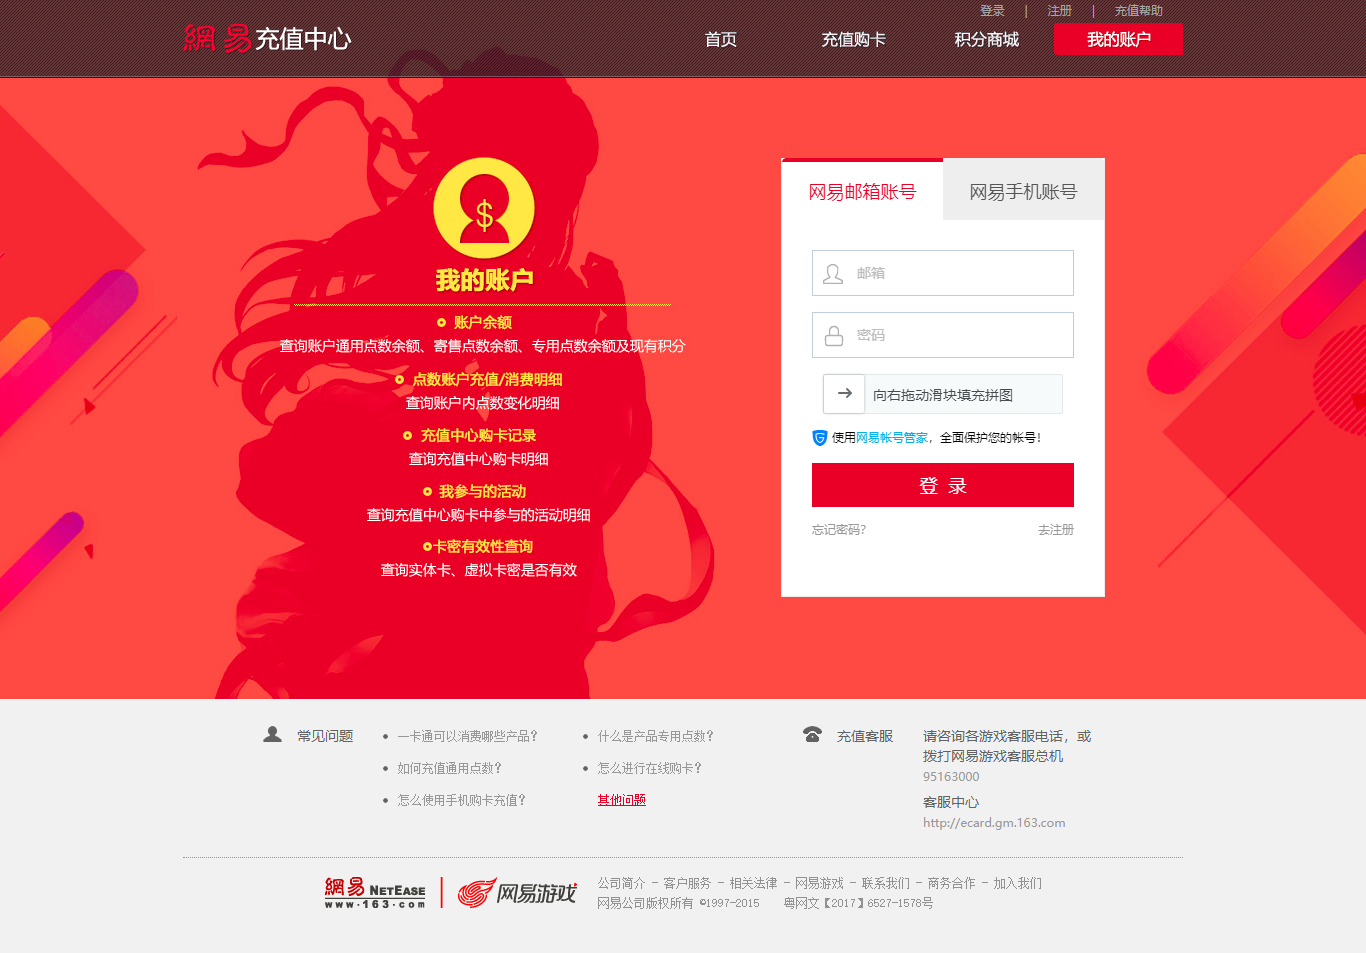 登录 | 注册 | 充值帮助
網易充值中心
首页 充值购卡 积分商城 我的账户
$
我的账户
账户余额
查询账户通用点数余额、寄售点数余额、专用点数余额及现有积分
点数账户充值/消费明细
查询账户内点数变化明细
充值中心购卡记录
查询充值中心购卡明细
我参与的活动
查询充值中心购卡中参与的活动明细
卡密有效性查询
查询实体卡、虚拟卡密是否有效
网易邮箱账号 网易手机账号
邮箱
密码
向右拖动滑块填充拼图
使用网易帐号管家，全面保护您的帐号！
登 录
忘记密码? 去注册
常见问题
一卡通可以消费哪些产品？
什么是产品专用点数？
如何充值通用点数？
怎么进行在线购卡？
怎么使用手机购卡充值？
其他问题
充值客服
请咨询各游戏客服电话，或
拨打网易游戏客服总机
95163000
客服中心
http://ecard.gm.163.com
網易 NETEASE
www.163.com
网易游戏
公司简介 - 客户服务 - 相关法律 - 网易游戏 - 联系我们 - 商务合作 - 加入我们
网易公司版权所有 ©1997-2015 粤网文【2017】6527-1578号